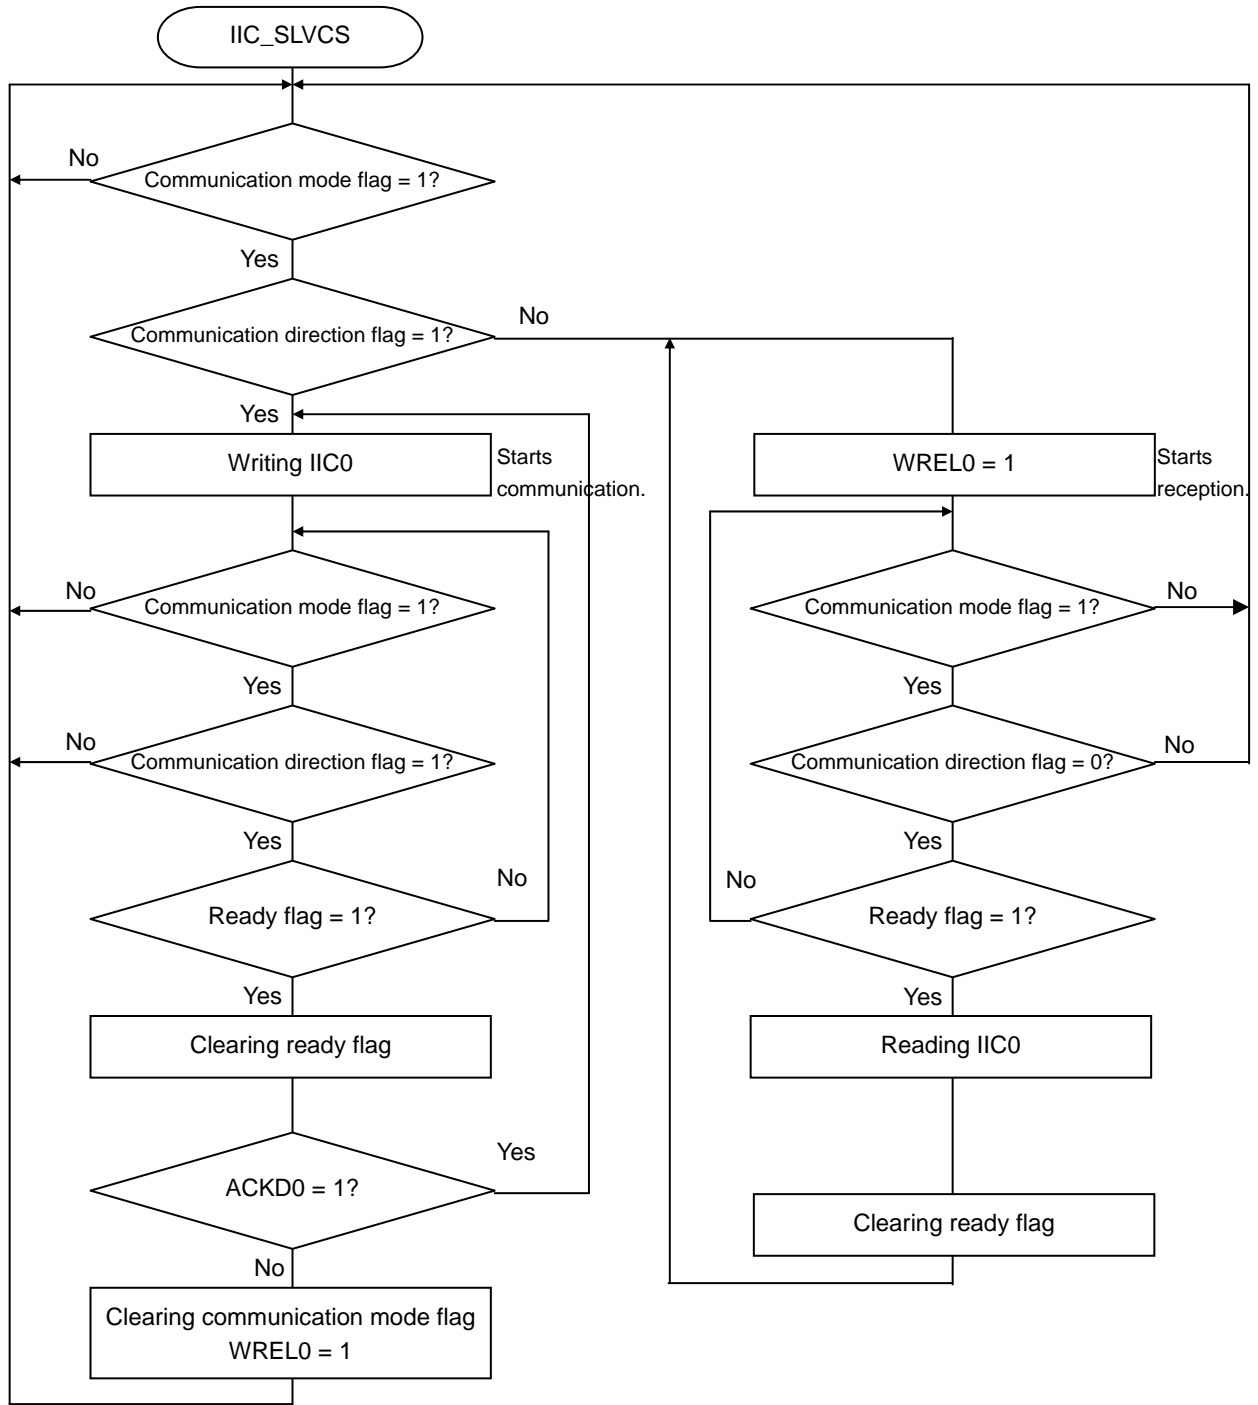 IIC_SLVCS
No
Communication mode flag = 1?
Yes
Communication direction flag = 1?
No
Yes
Writing IIC0
Starts
communication.
WREL0 = 1
Starts
reception.
No
Communication mode flag = 1?
Communication mode flag = 1?
No
Yes
Yes
No
Communication direction flag = 1?
Communication direction flag = 0?
No
Yes
Yes
Ready flag = 1?
No
No
Ready flag = 1?
Yes
Yes
Clearing ready flag
Reading IIC0
ACKD0 = 1?
Yes
Clearing ready flag
No
Clearing communication mode flag
WREL0 = 1